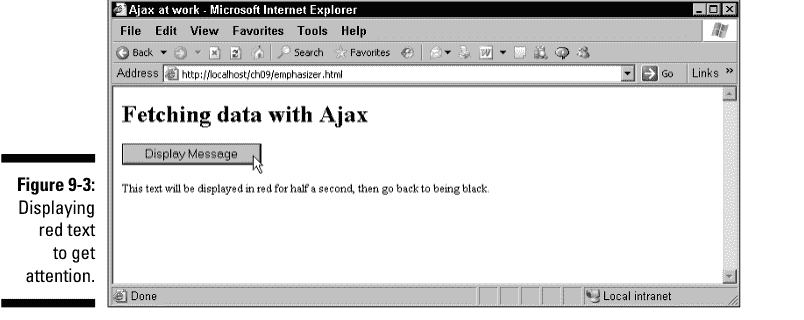 Ajax at work - Microsoft Internet Explorer
File Edit View Favorites Tools Help
Back Search Favorites
Address http://localhost/ch09/emphasizer.html Go Links »
Fetching data with Ajax
Display Message
This text will be displayed in red for half a second, then go back to being black.
Done Local intranet
Figure 9-3:
Displaying
red text
to get
attention.